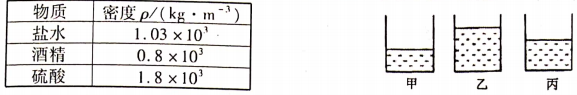 物质 密度ρ/(kg·m⁻³)
盐水 1.03×10³
酒精 0.8×10³
硫酸 1.8×10³
甲 乙 丙